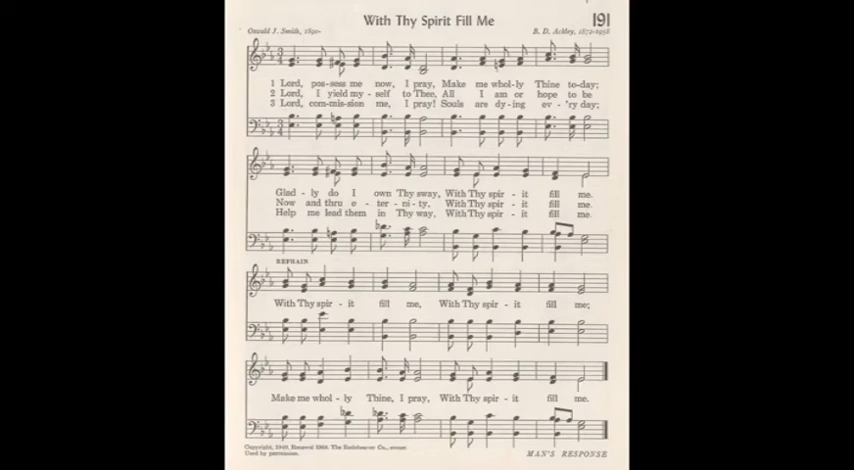 With Thy Spirit Fill Me
191
Oswald J. Smith, 1890-
B. D. Ackley, 1872-1958
1 Lord, pos-sess me now, I pray, Make me whol-ly Thine to-day;
2 Lord, I yield my - self to Thee, All I am or hope to be
3 Lord, com-mis-sion me, I pray! Souls are dy-ing ev - 'ry day;
Glad - ly do I own Thy sway, With Thy spir - it fill me.
Now and thru e - ter - ni - ty, With Thy spir - it fill me.
Help me lead them in Thy way, With Thy spir - it fill me.
REFRAIN
With Thy spir - it fill me, With Thy spir - it fill me;
Make me whol - ly Thine, I pray, With Thy spir - it fill me.
Copyright, 1940. Renewal 1968. The Rodeheaver Co., owner.
Used by permission.
MAN'S RESPONSE